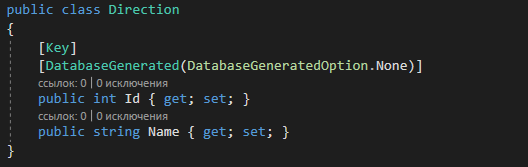 public class Direction
{
[Key]
[DatabaseGenerated(DatabaseGeneratedOption.None)]
ссылок: 0 | 0 исключения
public int Id { get; set; }
ссылок: 0 | 0 исключения
public string Name { get; set; }
}